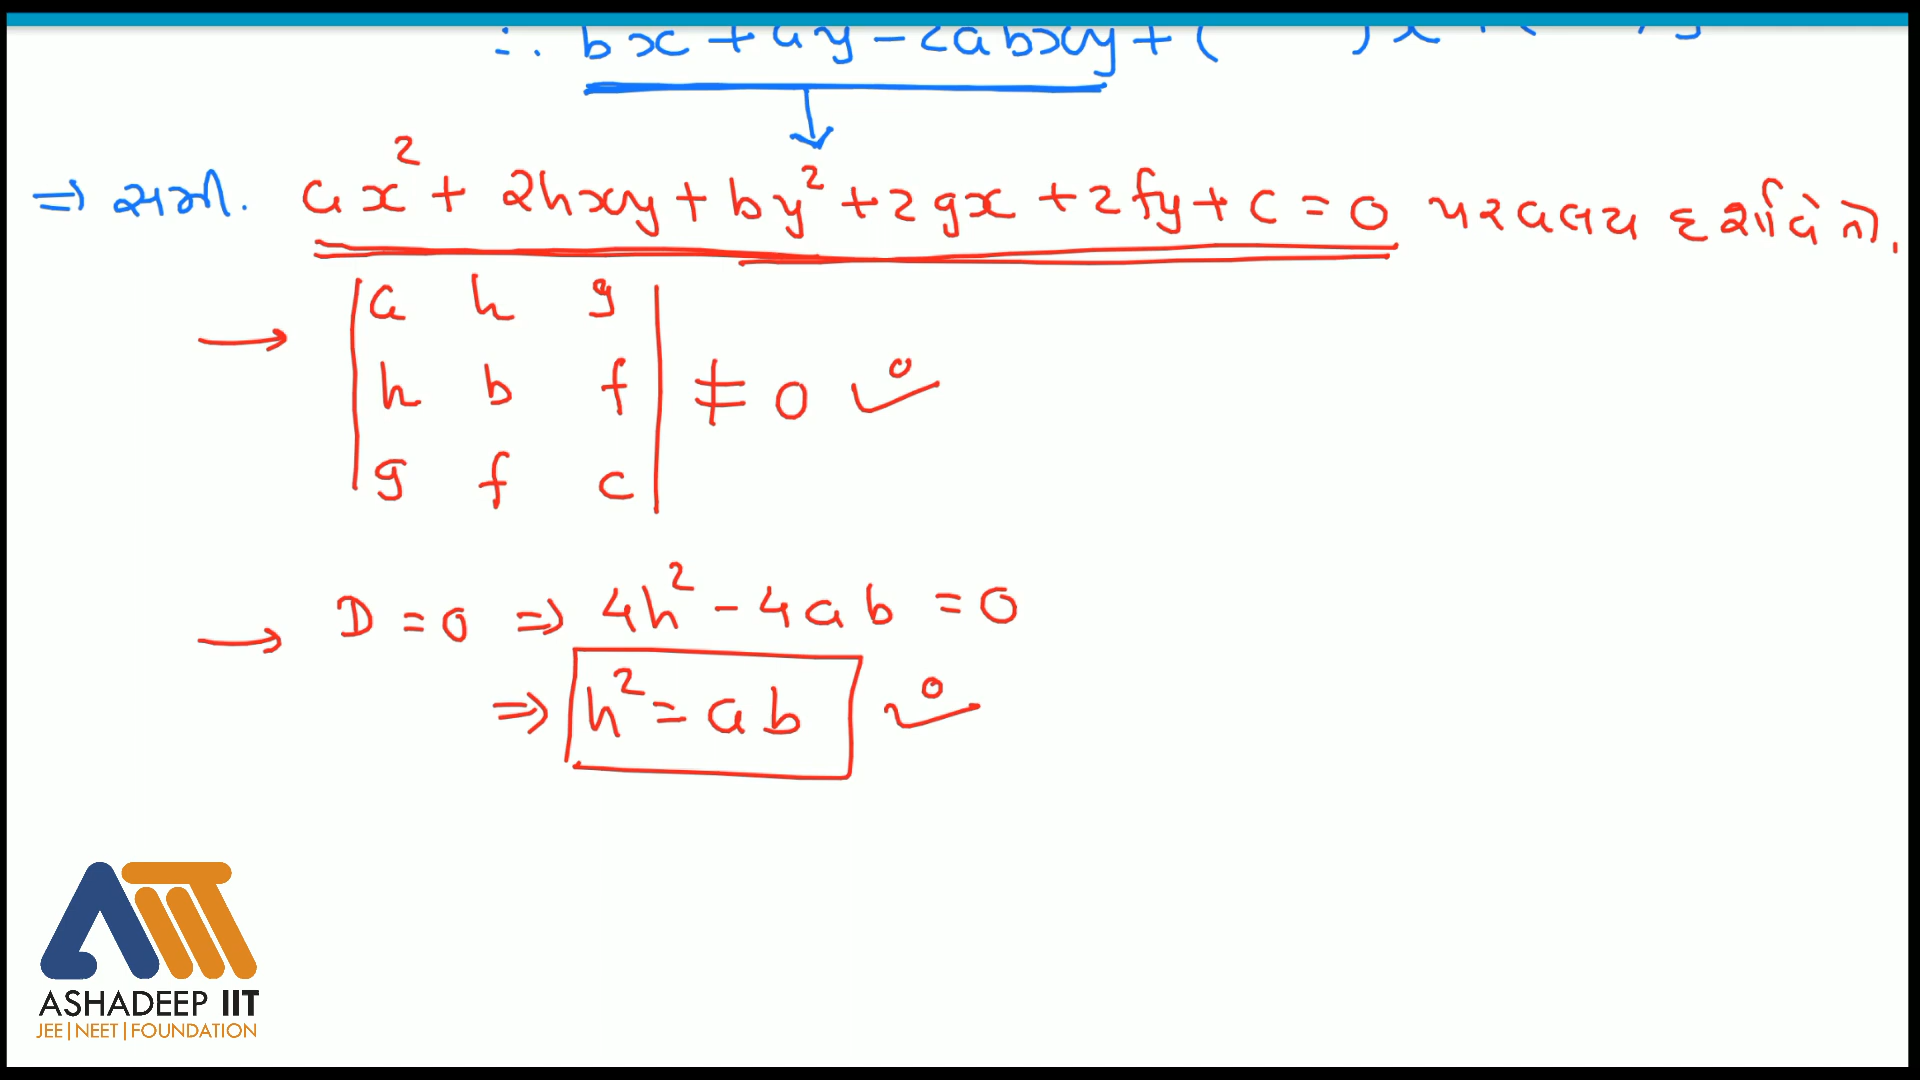 ∴ bx + ay - 2abxy + (      ) x + (
⇒ સમી. ax² + 2hxy + by² + 2gx + 2fy + c = 0 પરવલય દર્શાવે તો.
→ | a h g |
| h b f | ≠ 0
| g f c |
→ D = 0 ⇒ 4h² - 4ab = 0
⇒ h² = ab
ASHADEEP IIT
JEE | NEET | FOUNDATION